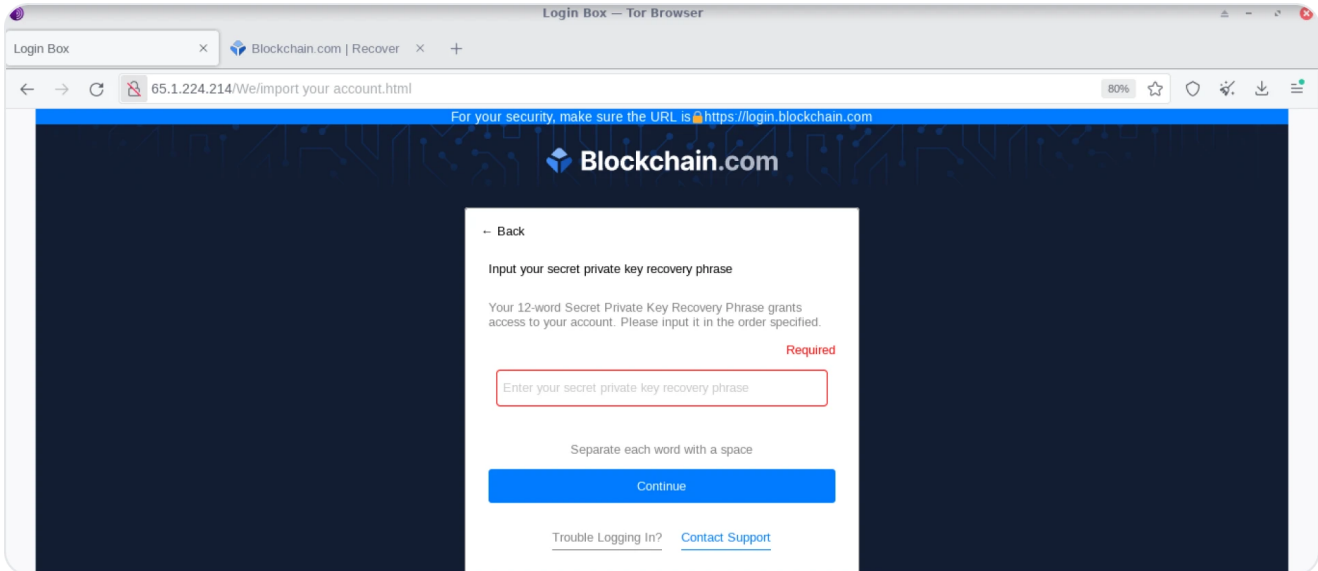 Login Box — Tor Browser
Login Box
Blockchain.com | Recover
65.1.224.214/We/import your account.html
80%
For your security, make sure the URL is https://login.blockchain.com
Blockchain.com
← Back
Input your secret private key recovery phrase
Your 12-word Secret Private Key Recovery Phrase grants
access to your account. Please input it in the order specified.
Required
Enter your secret private key recovery phrase
Separate each word with a space
Continue
Trouble Logging In? Contact Support